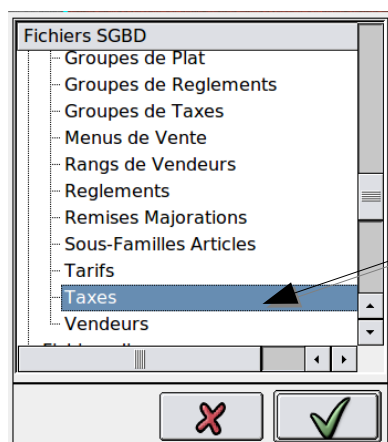 Fichiers SGBD
Groupes de Plat
Groupes de Reglements
Groupes de Taxes
Menus de Vente
Rangs de Vendeurs
Reglements
Remises Majorations
Sous-Familles Articles
Tarifs
Taxes
Vendeurs